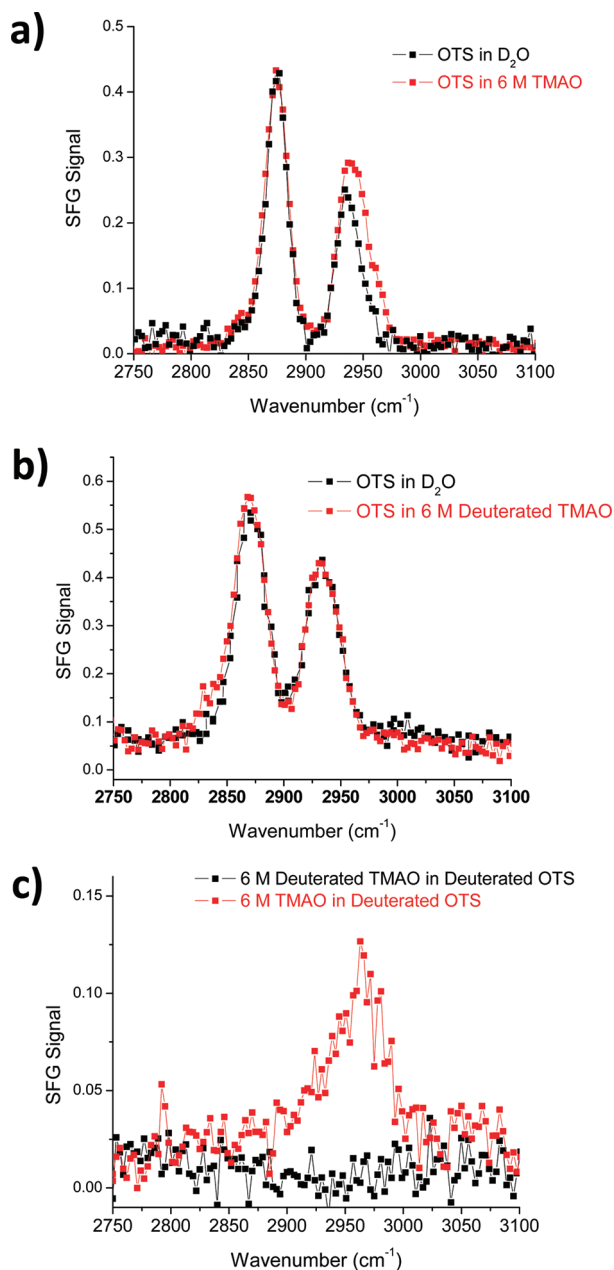 a)
0.5
0.4
0.3
0.2
0.1
0.0
SFG Signal
OTS in D₂O
OTS in 6 M TMAO
2750 2800 2850 2900 2950 3000 3050 3100
Wavenumber (cm⁻¹)
b)
0.6
0.5
0.4
0.3
0.2
0.1
0.0
SFG Signal
OTS in D₂O
OTS in 6 M Deuterated TMAO
2750 2800 2850 2900 2950 3000 3050 3100
Wavenumber (cm⁻¹)
c)
0.15
0.10
0.05
0.00
SFG Signal
6 M Deuterated TMAO in Deuterated OTS
6 M TMAO in Deuterated OTS
2750 2800 2850 2900 2950 3000 3050 3100
Wavenumber (cm⁻¹)